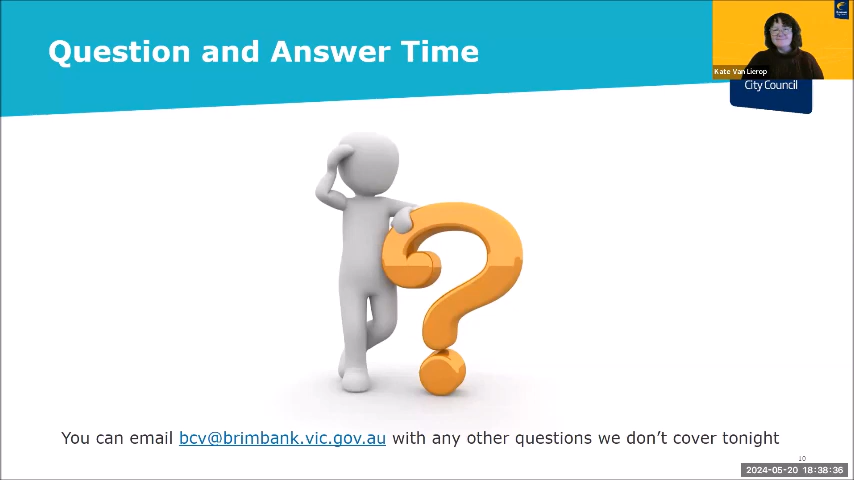 Question and Answer Time
Kate Van Lierop
City Council
You can email bcv@brimbank.vic.gov.au with any other questions we don't cover tonight
10
2024-05-20 18:38:36